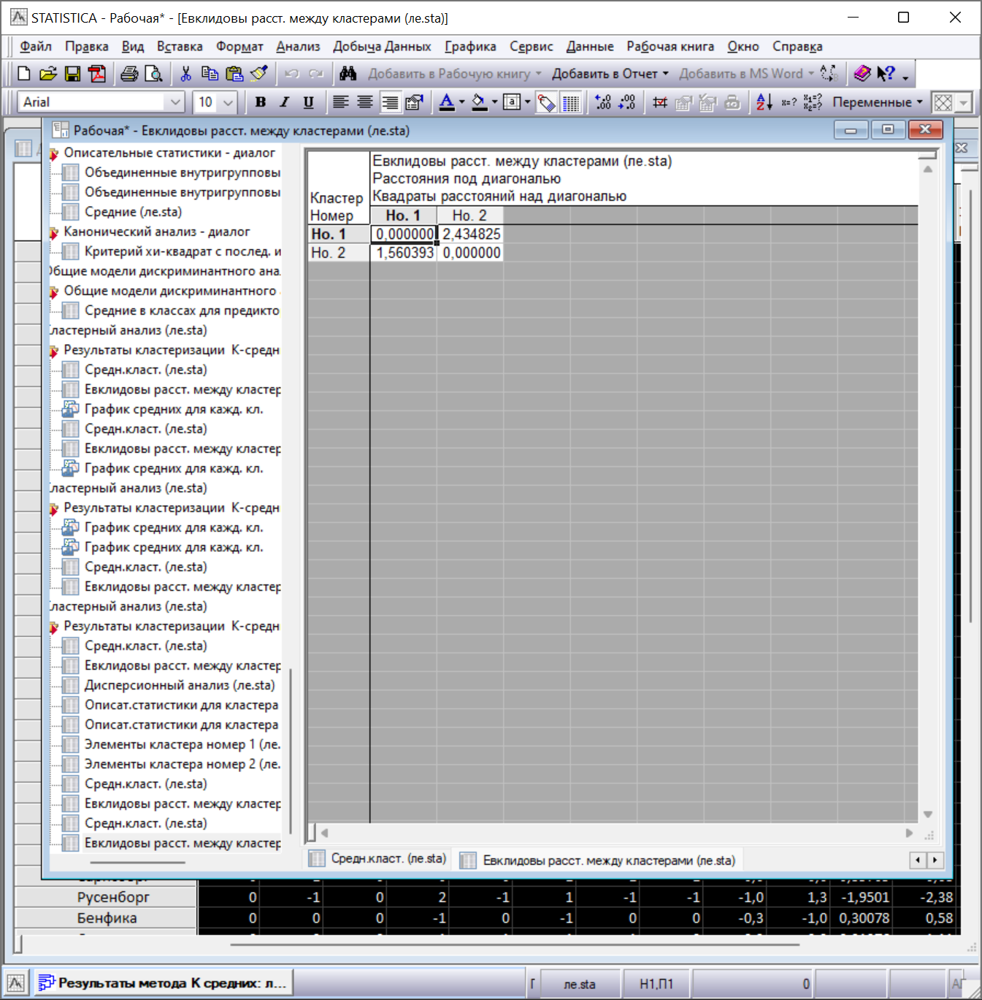 STATISTICA - Рабочая* - [Евклидовы расст. между кластерами (ле.sta)]
Файл Правка Вид Вставка Формат Анализ Добыча Данных Графика Сервис Данные Рабочая книга Окно Справка
Добавить в Рабочую книгу Добавить в Отчет Добавить в MS Word
Arial 10 B I U Переменные
Рабочая* - Евклидовы расст. между кластерами (ле.sta)
Описательные статистики - диалог
Объединенные внутригрупповы
Объединенные внутригрупповы
Средние (ле.sta)
Канонический анализ - диалог
Критерий хи-квадрат с послед. и
Общие модели дискриминантного ана
Общие модели дискриминантного
Средние в классах для предикто
Кластерный анализ (ле.sta)
Результаты кластеризации К-средн
Средн.класт. (ле.sta)
Евклидовы расст. между кластер
График средних для кажд. кл.
Средн.класт. (ле.sta)
Евклидовы расст. между кластер
График средних для кажд. кл.
Кластерный анализ (ле.sta)
Результаты кластеризации К-средн
График средних для кажд. кл.
График средних для кажд. кл.
Средн.класт. (ле.sta)
Евклидовы расст. между кластер
Кластерный анализ (ле.sta)
Результаты кластеризации К-средн
Средн.класт. (ле.sta)
Евклидовы расст. между кластер
Дисперсионный анализ (ле.sta)
Описат.статистики для кластера
Описат.статистики для кластера
Элементы кластера номер 1 (ле.
Элементы кластера номер 2 (ле.
Средн.класт. (ле.sta)
Евклидовы расст. между кластер
Средн.класт. (ле.sta)
Евклидовы расст. между кластер
Евклидовы расст. между кластерами (ле.sta)
Расстояния под диагональю
Квадраты расстояний над диагональю
Кластер
Номер Но. 1 Но. 2
Но. 1 0,000000 2,434825
Но. 2 1,560393 0,000000
Средн.класт. (ле.sta) Евклидовы расст. между кластерами (ле.sta)
Русенборг 0 -1 0 2 -1 1 -1 -1 -1,0 1,3 -1,9501 -2,38
Бенфика 0 0 0 -1 0 -1 0 0 -0,3 -1,0 0,30078 0,58
Результаты метода К средних: л... Г ле.sta Н1,П1 0